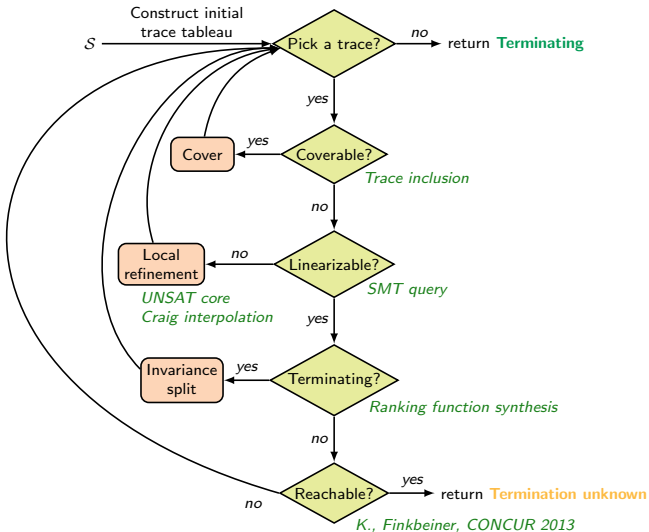 Construct initial
trace tableau
𝒮
Pick a trace?
no
return Terminating
yes
Cover
yes
Coverable?
Trace inclusion
no
Local
refinement
no
Linearizable?
UNSAT core
Craig interpolation
SMT query
yes
Invariance
split
yes
Terminating?
Ranking function synthesis
no
no
Reachable?
yes
return Termination unknown
K., Finkbeiner, CONCUR 2013